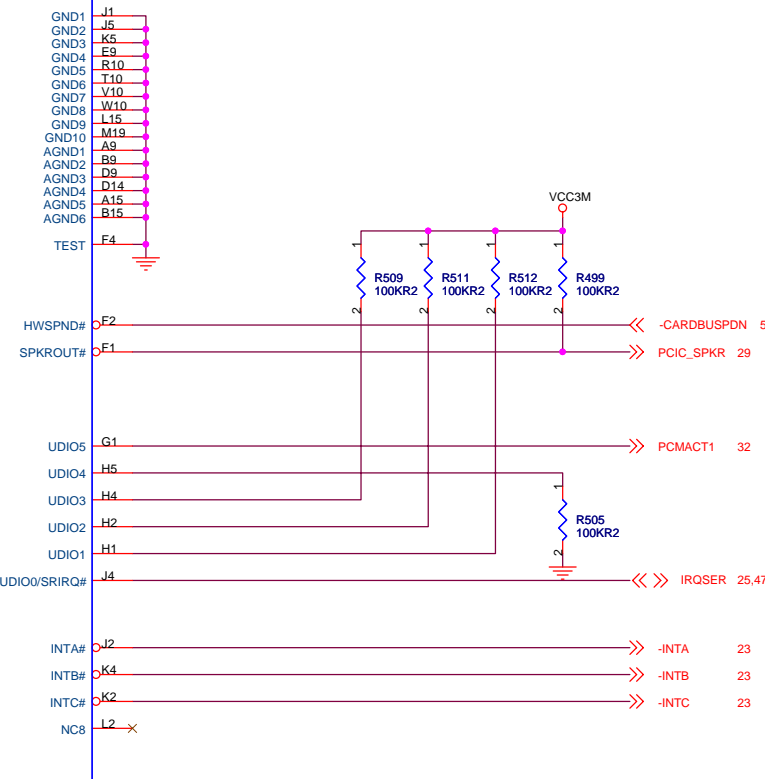 GND1 J1
GND2 J5
GND3 K5
GND4 E9
GND5 R10
GND6 T10
GND7 V10
GND8 W10
GND9 L15
GND10 M19
AGND1 A9
AGND2 B9
AGND3 D9
AGND4 D14
AGND5 A15
AGND6 B15
TEST F4
VCC3M
1 1 1 1
R509 R511 R512 R499
100KR2 100KR2 100KR2 100KR2
2 2 2 2
HWSPND# F2 -CARDBUSPDN 5
SPKROUT# F1 PCIC_SPKR 29
UDIO5 G1 PCMACT1 32
UDIO4 H5
1
UDIO3 H4
R505
UDIO2 H2
100KR2
2
UDIO1 H1
UDIO0/SRIRQ# J4 IRQSER 25,47
INTA# J2 -INTA 23
INTB# K4 -INTB 23
INTC# K2 -INTC 23
NC8 L2